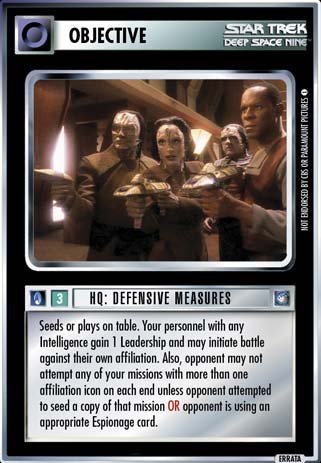 OBJECTIVE
STAR TREK
DEEP SPACE NINE
NOT ENDORSED BY CBS OR PARAMOUNT PICTURES
3 HQ: DEFENSIVE MEASURES
Seeds or plays on table. Your personnel with any
Intelligence gain 1 Leadership and may initiate battle
against their own affiliation. Also, opponent may not
attempt any of your missions with more than one
affiliation icon on each end unless opponent attempted
to seed a copy of that mission OR opponent is using an
appropriate Espionage card.
ERRATA